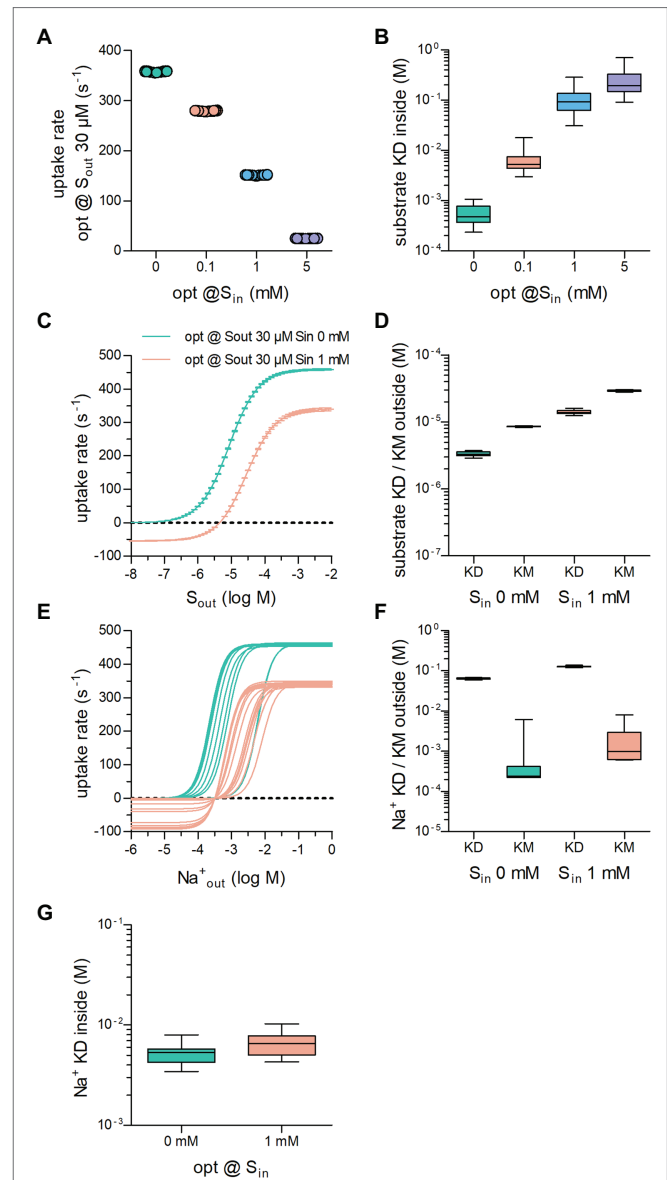 A
uptake rate
opt @ Sout 30 µM (s⁻¹)
400
300
200
100
0
0
0.1
1
5
opt @Sin (mM)
B
substrate KD inside (M)
10⁰
10⁻¹
10⁻²
10⁻³
10⁻⁴
0
0.1
1
5
opt @Sin (mM)
C
opt @ Sout 30 µM Sin 0 mM
opt @ Sout 30 µM Sin 1 mM
uptake rate (s⁻¹)
500
400
300
200
100
0
-100
-8
-7
-6
-5
-4
-3
-2
Sout (log M)
D
substrate KD / KM outside (M)
10⁻⁴
10⁻⁵
10⁻⁶
10⁻⁷
KD
KM
KD
KM
Sin 0 mM
Sin 1 mM
E
uptake rate (s⁻¹)
500
400
300
200
100
0
-100
-6
-5
-4
-3
-2
-1
0
Na⁺out (log M)
F
Na⁺ KD / KM outside (M)
10⁰
10⁻¹
10⁻²
10⁻³
10⁻⁴
10⁻⁵
KD
KM
KD
KM
Sin 0 mM
Sin 1 mM
G
Na⁺ KD inside (M)
10⁻¹
10⁻²
10⁻³
0 mM
1 mM
opt @ Sin